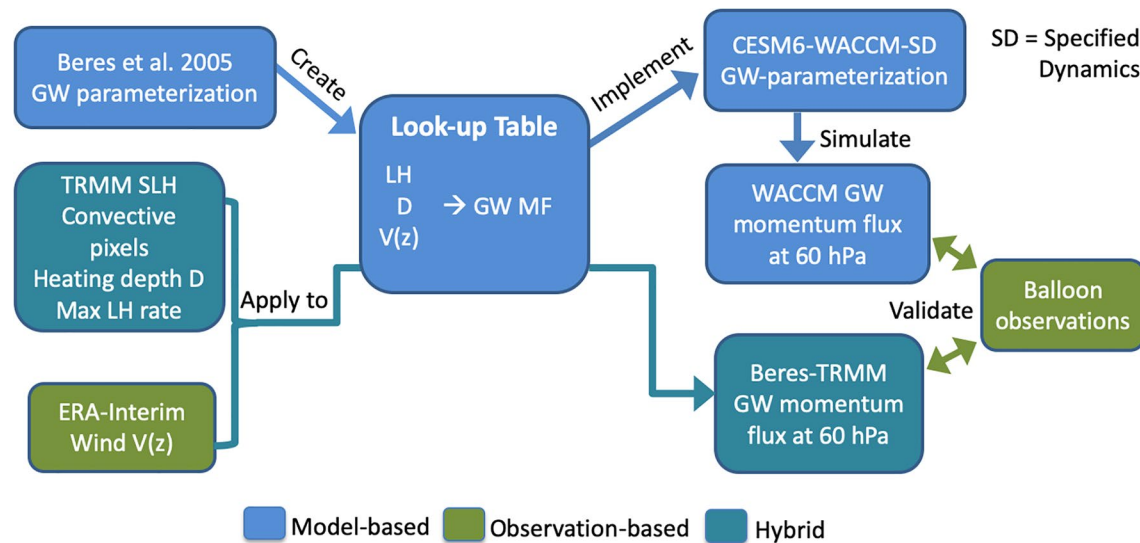 Beres et al. 2005
GW parameterization
Create
Look-up Table
LH
D → GW MF
V(z)
Implement
CESM6-WACCM-SD
GW-parameterization
SD = Specified
Dynamics
Simulate
WACCM GW
momentum flux
at 60 hPa
TRMM SLH
Convective
pixels
Heating depth D
Max LH rate
Apply to
ERA-Interim
Wind V(z)
Validate
Balloon
observations
Beres-TRMM
GW momentum
flux at 60 hPa
Model-based
Observation-based
Hybrid